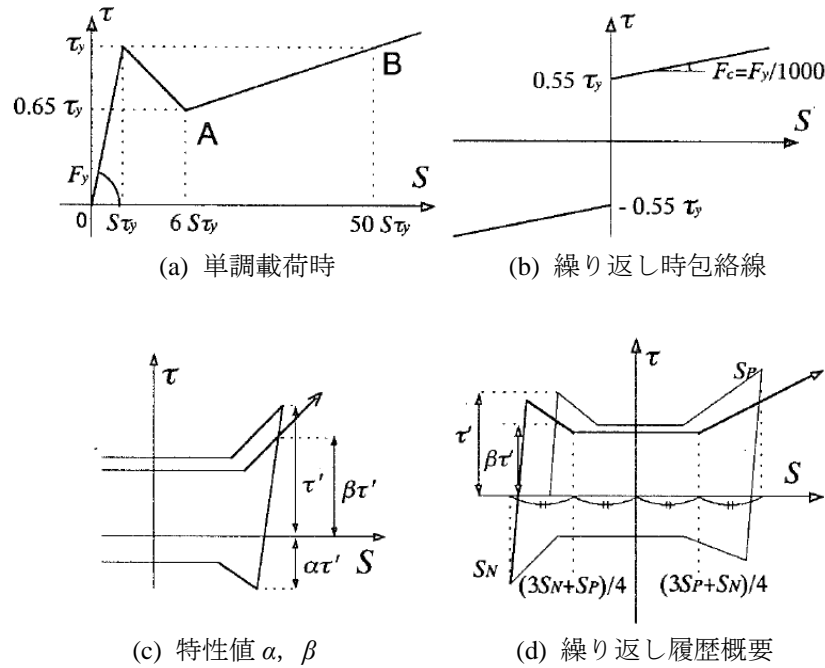 τ
τy
B
0.65 τy
A
Fy
S
0
Sτy
6 Sτy
50 Sτy
(a) 単調載荷時
τ
0.55 τy
Fc=Fy/1000
S
- 0.55 τy
(b) 繰り返し時包絡線
τ
τ'
βτ'
S
ατ'
(c) 特性値 α, β
τ
SP
τ'
βτ'
S
SN
(3SN+SP)/4
(3SP+SN)/4
(d) 繰り返し履歴概要